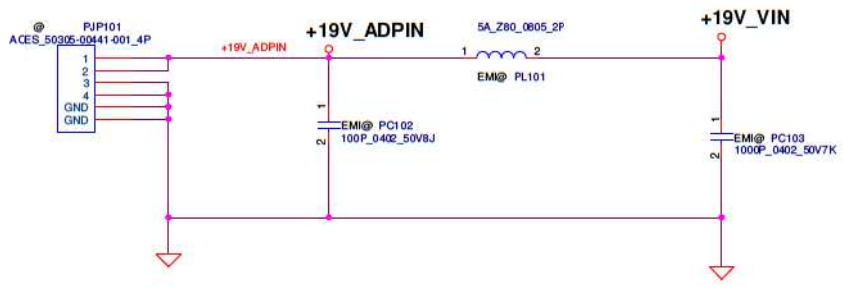 @ PJP101
ACES_50305-00441-001_4P
1
2
3
4
GND
GND
+19V_ADPIN
+19V_ADPIN
5A_Z80_0805_2P
1 2
EMI@ PL101
+19V_VIN
1
EMI@ PC102
2 100P_0402_50V8J
1
EMI@ PC103
2 1000P_0402_50V7K